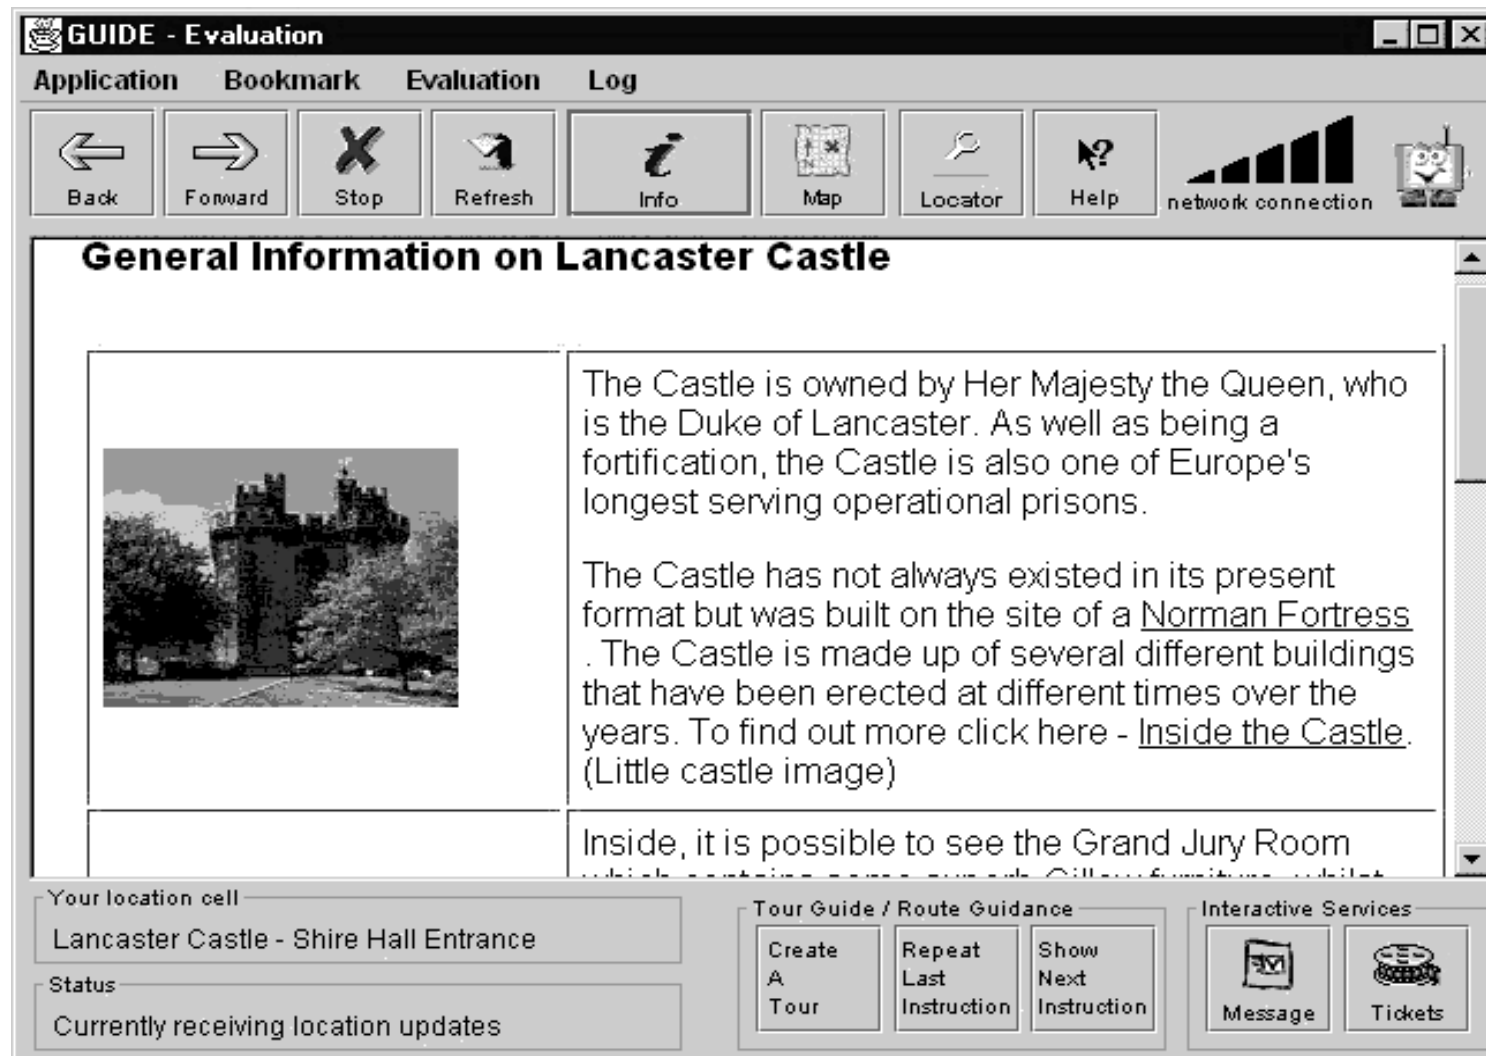 GUIDE - Evaluation
Application Bookmark Evaluation Log
Back Forward Stop Refresh Info Map Locator Help network connection
General Information on Lancaster Castle
The Castle is owned by Her Majesty the Queen, who
is the Duke of Lancaster. As well as being a
fortification, the Castle is also one of Europe's
longest serving operational prisons.
The Castle has not always existed in its present
format but was built on the site of a Norman Fortress
. The Castle is made up of several different buildings
that have been erected at different times over the
years. To find out more click here - Inside the Castle.
(Little castle image)
Inside, it is possible to see the Grand Jury Room
which contains some superb Gillow furniture, whilst
Your location cell
Lancaster Castle - Shire Hall Entrance
Status
Currently receiving location updates
Tour Guide / Route Guidance
Create
A
Tour
Repeat
Last
Instruction
Show
Next
Instruction
Interactive Services
Message
Tickets